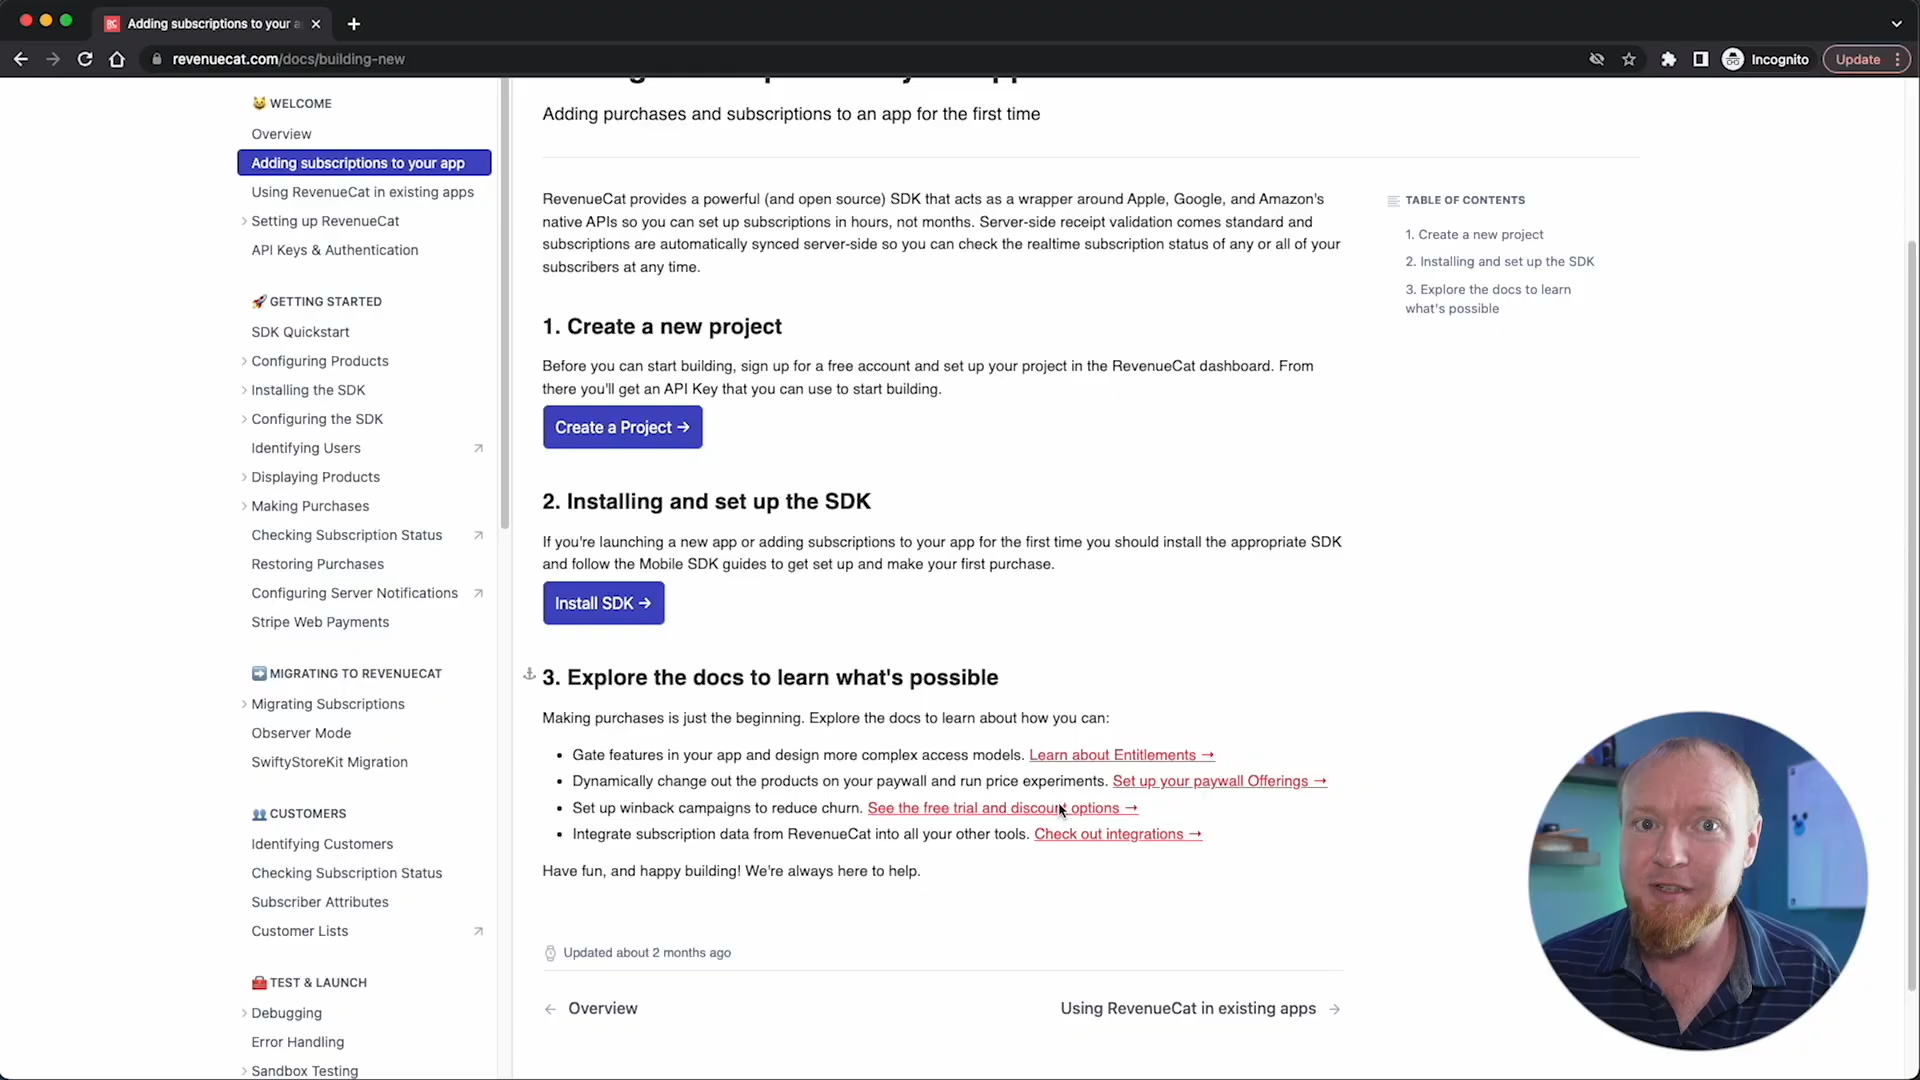 Adding subscriptions to your a
revenuecat.com/docs/building-new
Incognito
Update
😺 WELCOME
Overview
Adding subscriptions to your app
Using RevenueCat in existing apps
Setting up RevenueCat
API Keys & Authentication
🚀 GETTING STARTED
SDK Quickstart
Configuring Products
Installing the SDK
Configuring the SDK
Identifying Users
Displaying Products
Making Purchases
Checking Subscription Status
Restoring Purchases
Configuring Server Notifications
Stripe Web Payments
➡️ MIGRATING TO REVENUECAT
Migrating Subscriptions
Observer Mode
SwiftyStoreKit Migration
👥 CUSTOMERS
Identifying Customers
Checking Subscription Status
Subscriber Attributes
Customer Lists
🧰 TEST & LAUNCH
Debugging
Error Handling
Sandbox Testing
Adding purchases and subscriptions to an app for the first time
RevenueCat provides a powerful (and open source) SDK that acts as a wrapper around Apple, Google, and Amazon's
native APIs so you can set up subscriptions in hours, not months. Server-side receipt validation comes standard and
subscriptions are automatically synced server-side so you can check the realtime subscription status of any or all of your
subscribers at any time.
1. Create a new project
Before you can start building, sign up for a free account and set up your project in the RevenueCat dashboard. From
there you'll get an API Key that you can use to start building.
Create a Project →
2. Installing and set up the SDK
If you're launching a new app or adding subscriptions to your app for the first time you should install the appropriate SDK
and follow the Mobile SDK guides to get set up and make your first purchase.
Install SDK →
3. Explore the docs to learn what's possible
Making purchases is just the beginning. Explore the docs to learn about how you can:
• Gate features in your app and design more complex access models. Learn about Entitlements →
• Dynamically change out the products on your paywall and run price experiments. Set up your paywall Offerings →
• Set up winback campaigns to reduce churn. See the free trial and discount options →
• Integrate subscription data from RevenueCat into all your other tools. Check out integrations →
Have fun, and happy building! We're always here to help.
Updated about 2 months ago
← Overview
Using RevenueCat in existing apps →
TABLE OF CONTENTS
1. Create a new project
2. Installing and set up the SDK
3. Explore the docs to learn
what's possible